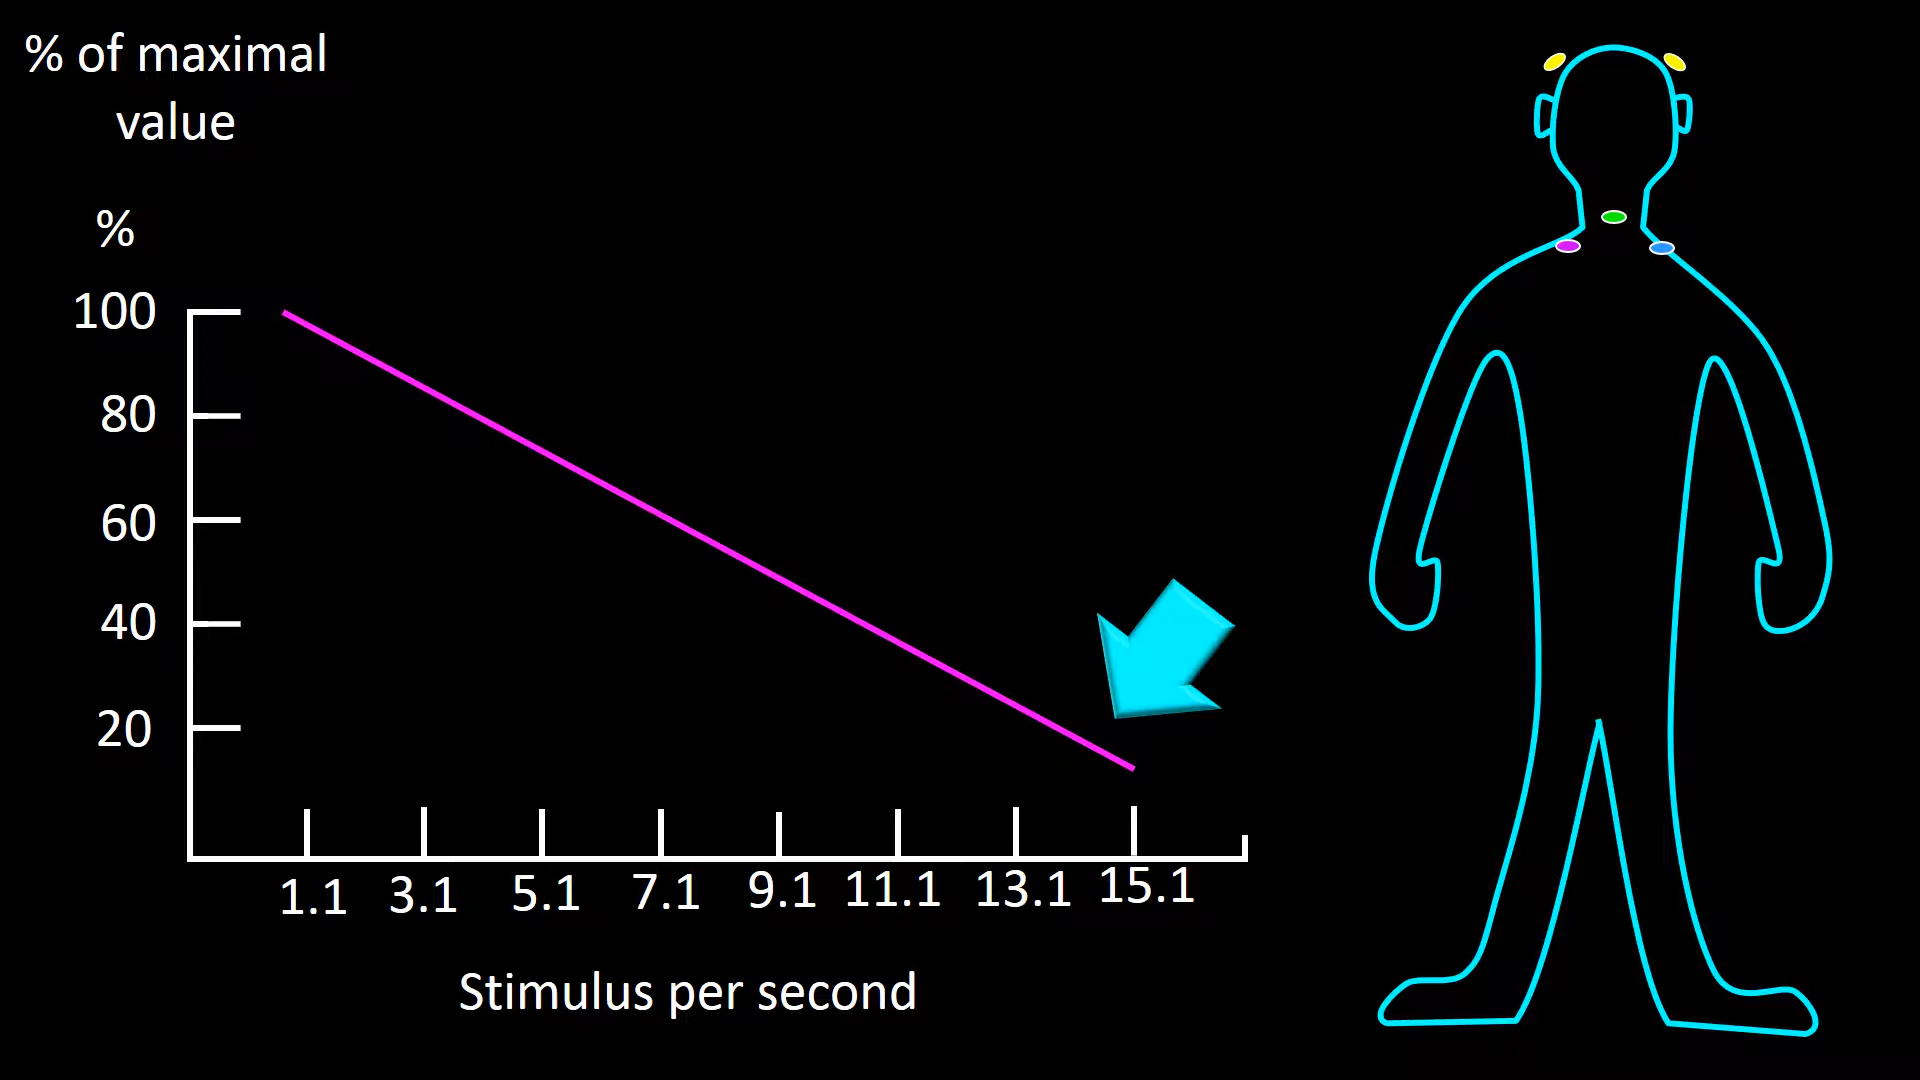 % of maximal
value
%
100
80
60
40
20
1.1 3.1 5.1 7.1 9.1 11.1 13.1 15.1
Stimulus per second